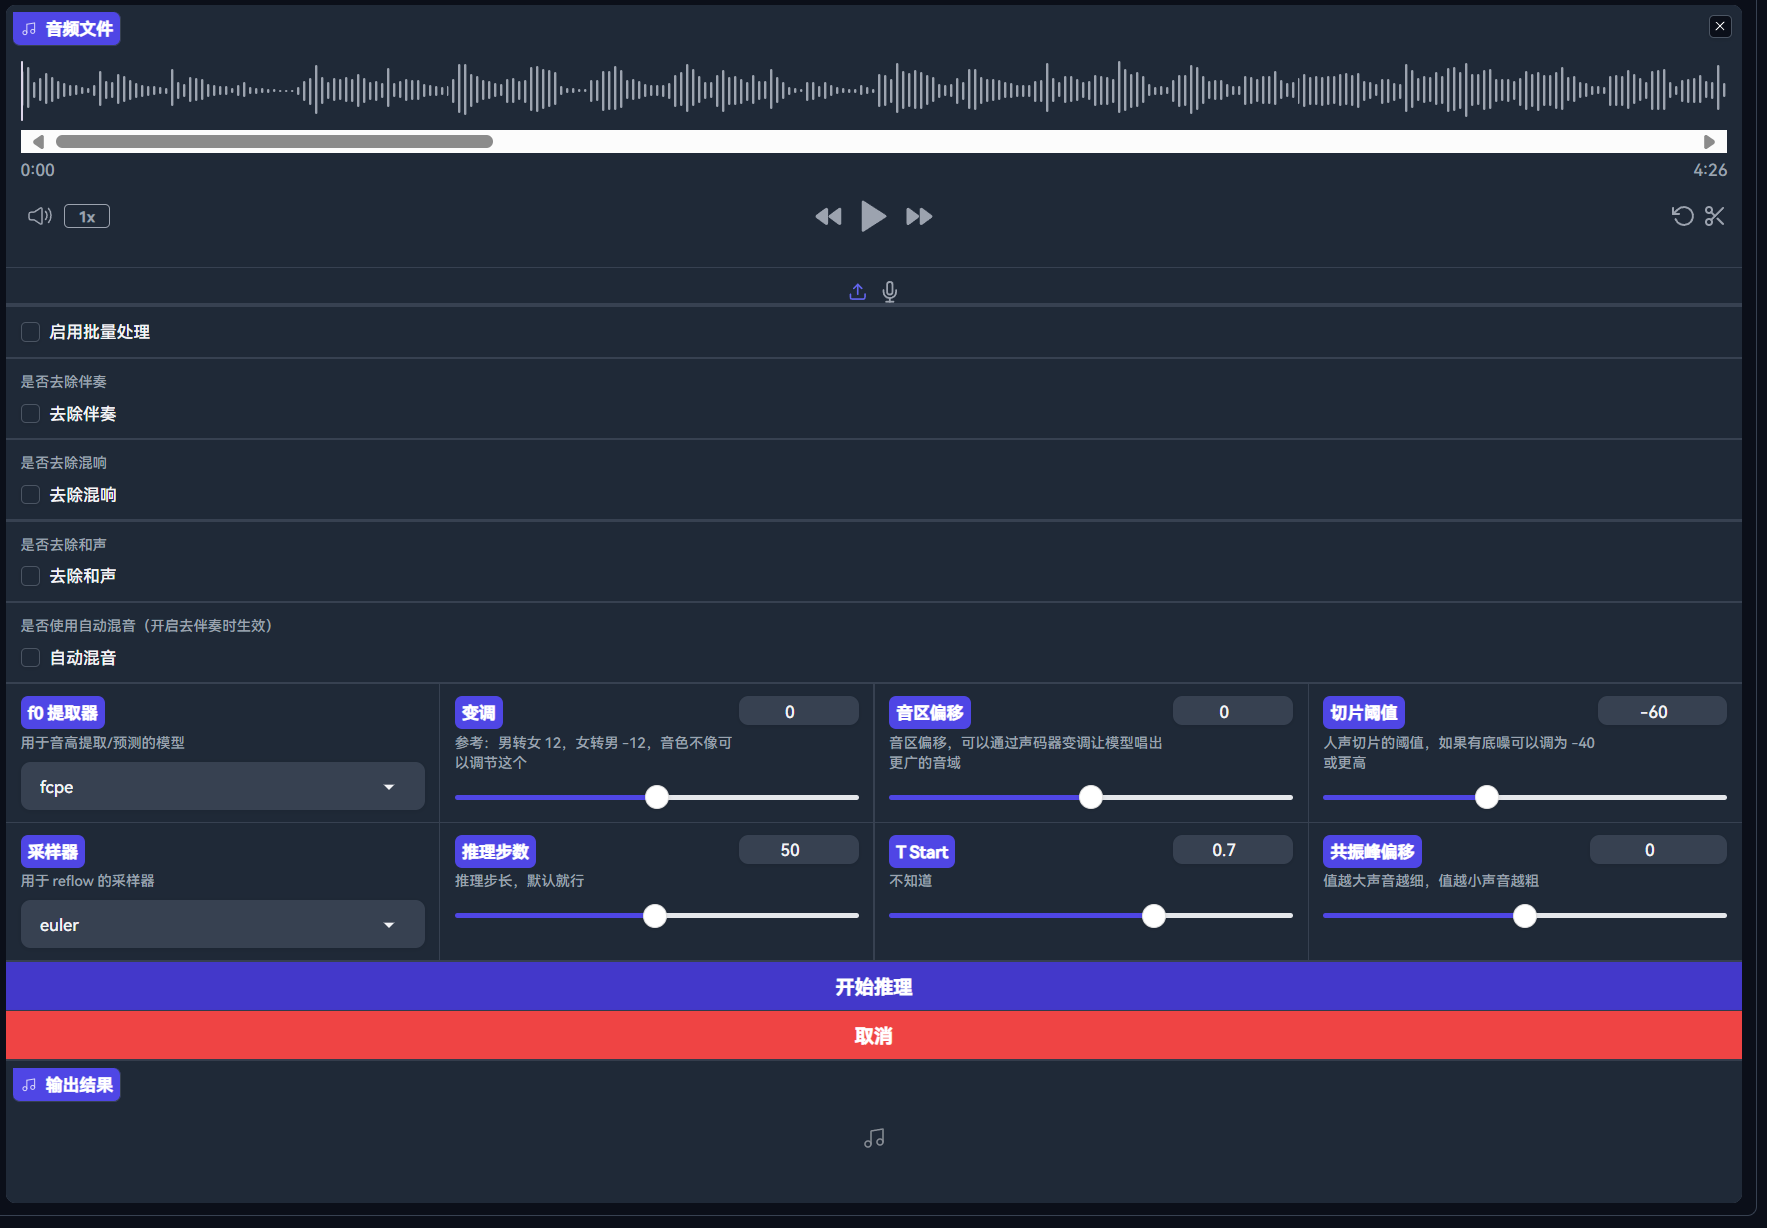 音频文件
0:00
4:26
1x
启用批量处理
是否去除伴奏
去除伴奏
是否去除混响
去除混响
是否去除和声
去除和声
是否使用自动混音（开启去伴奏时生效）
自动混音
f0 提取器
用于音高提取/预测的模型
fcpe
变调
0
参考：男转女 12，女转男 -12，音色不像可
以调节这个
音区偏移
0
音区偏移，可以通过声码器变调让模型唱出
更广的音域
切片阈值
-60
人声切片的阈值，如果有底噪可以调为 -40
或更高
采样器
用于 reflow 的采样器
euler
推理步数
50
推理步长，默认就行
T Start
0.7
不知道
共振峰偏移
0
值越大声音越细，值越小声音越粗
开始推理
取消
输出结果